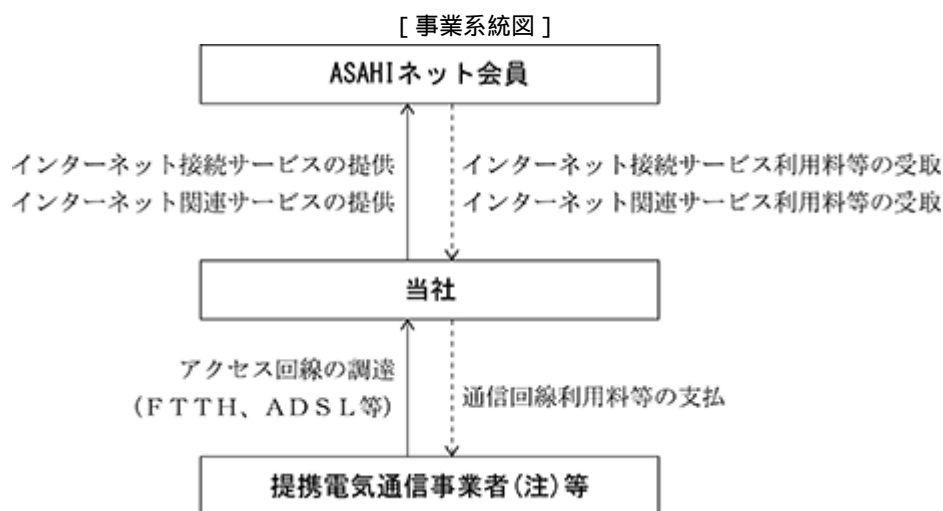 [ 事業系統図 ]
ASAHIネット会員
インターネット接続サービスの提供
インターネット関連サービスの提供
インターネット接続サービス利用料等の受取
インターネット関連サービス利用料等の受取
当社
アクセス回線の調達
(ＦＴＴＨ、ＡＤＳＬ等)
通信回線利用料等の支払
提携電気通信事業者(注)等